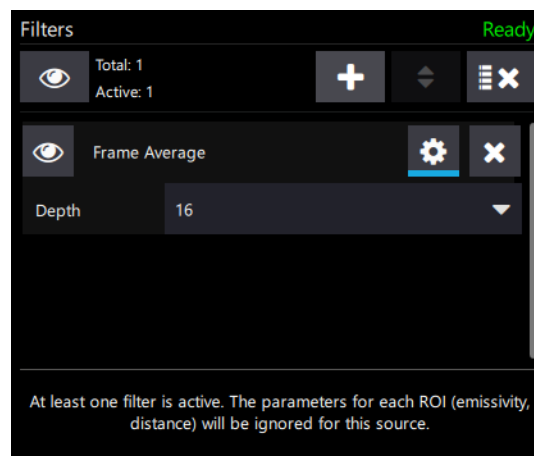 Filters
Ready
Total: 1
Active: 1
Frame Average
Depth
16
At least one filter is active. The parameters for each ROI (emissivity,
distance) will be ignored for this source.